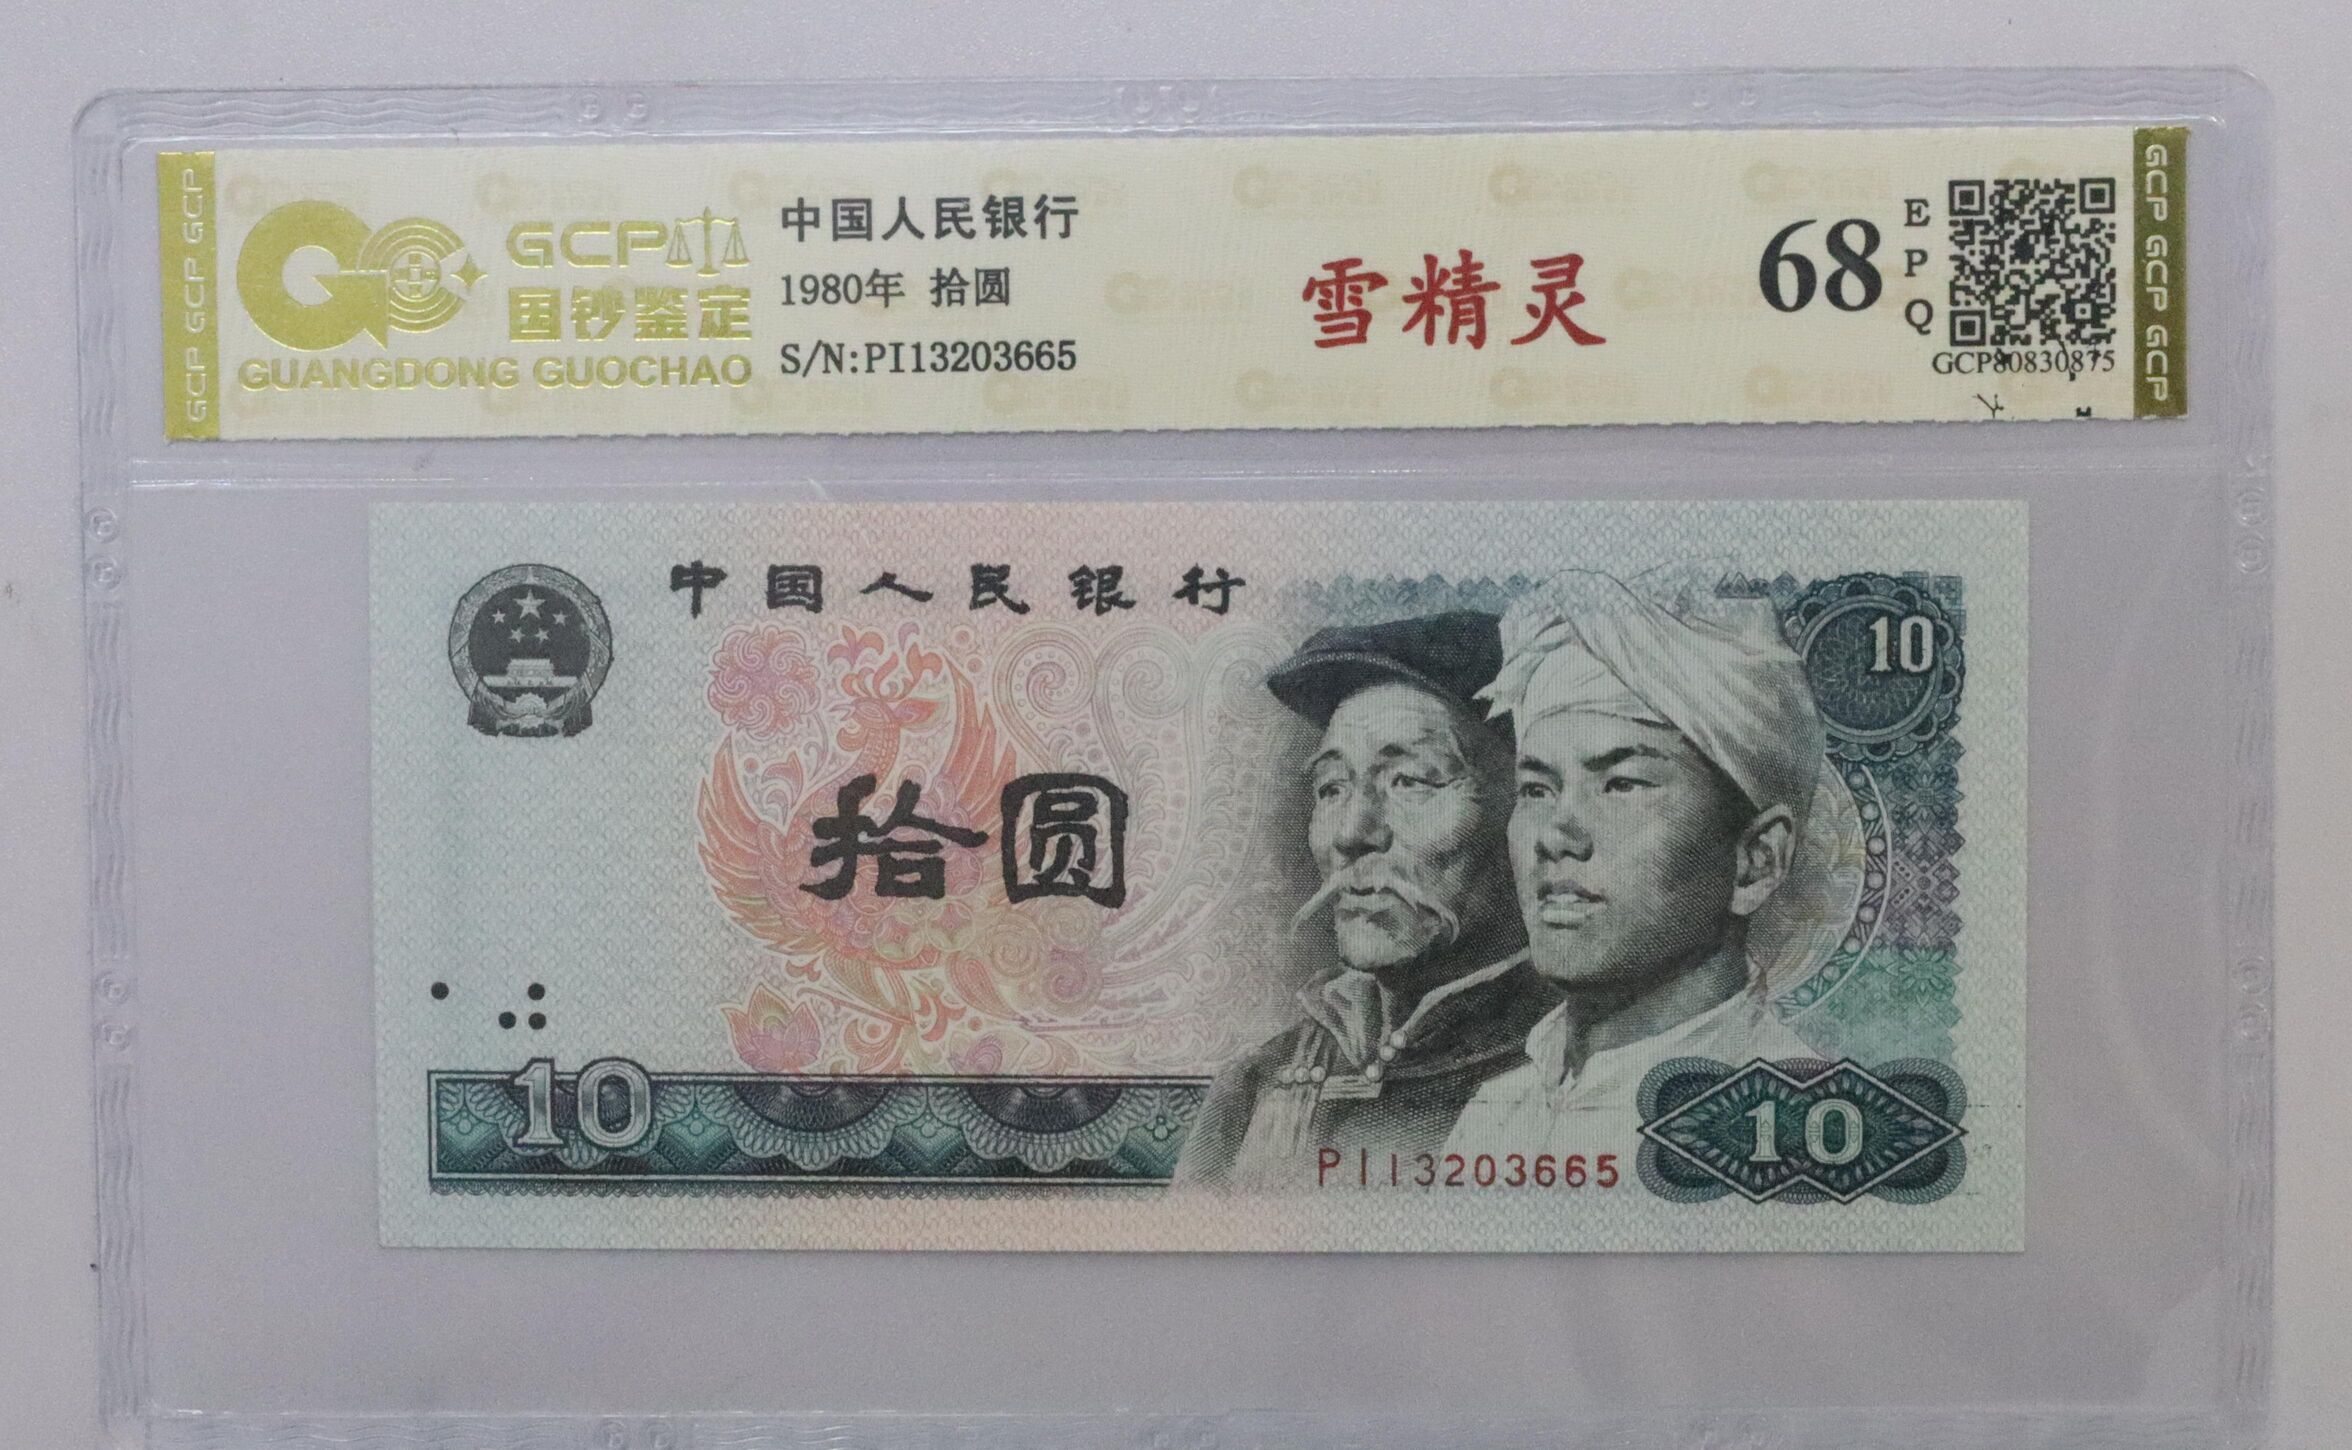 GCP GCP GCP
GCP
国钞鉴定
GUANGDONG GUOCHAO
中国人民银行
1980年 拾圆
S/N:PI13203665
雪精灵
68
E
P
Q
GCP80830875
GCP GCP GCP
中国人民银行
10
拾圆
10
10
PI13203665